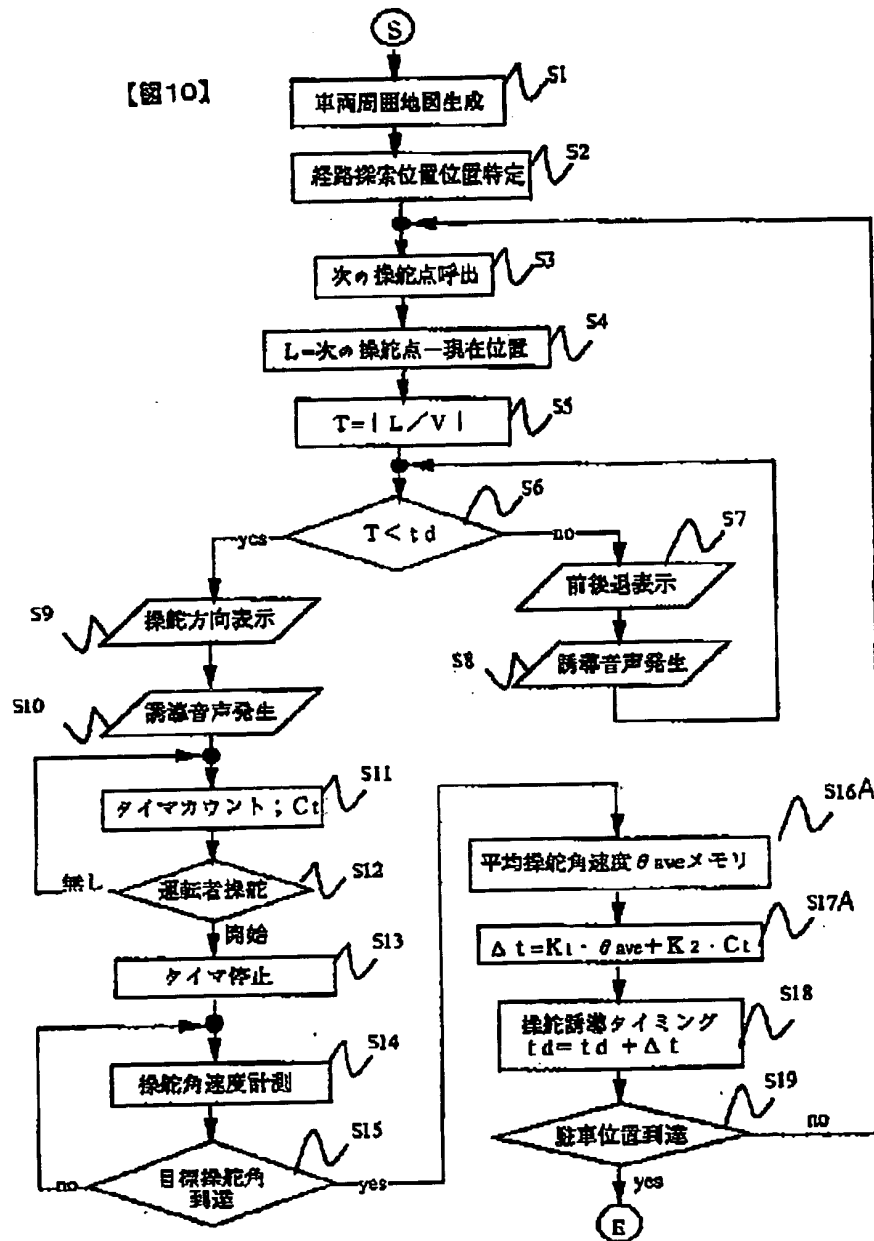 【図10】
S
S1
車両周囲地図生成
S2
経路探索位置位置特定
S3
次の操舵点呼出
S4
L=次の操舵点ー現在位置
S5
T=|L／V|
S6
T＜td
yes
no
S7
前後退表示
S8
誘導音声発生
S9
操舵方向表示
S10
誘導音声発生
S11
タイマカウント；Ct
S12
運転者操舵
無し
開始
S13
タイマ停止
S14
操舵角速度計測
S15
目標操舵角
到達
no
yes
S16A
平均操舵角速度θaveメモリ
S17A
Δt=K1・θave+K2・Ct
S18
操舵誘導タイミング
td=td+Δt
S19
駐車位置到達
no
yes
E